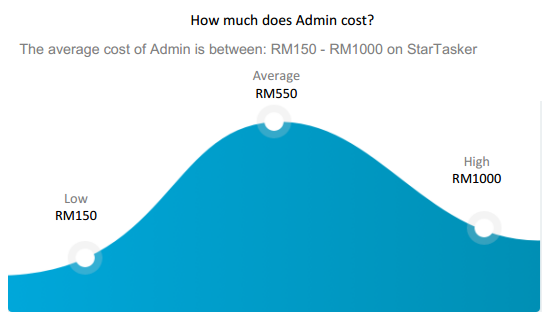 How much does Admin cost?
The average cost of Admin is between: RM150 - RM1000 on StarTasker
Average
RM550
High
RM1000
Low
RM150